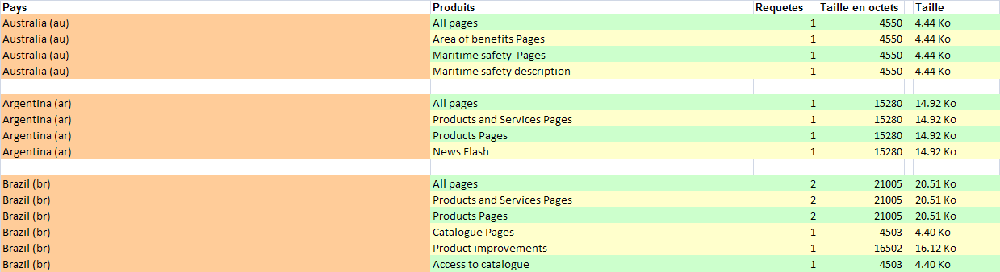 Pays Produits Requetes Taille en octets Taille
Australia (au) All pages 1 4550 4.44 Ko
Australia (au) Area of benefits Pages 1 4550 4.44 Ko
Australia (au) Maritime safety  Pages 1 4550 4.44 Ko
Australia (au) Maritime safety description 1 4550 4.44 Ko
Argentina (ar) All pages 1 15280 14.92 Ko
Argentina (ar) Products and Services Pages 1 15280 14.92 Ko
Argentina (ar) Products Pages 1 15280 14.92 Ko
Argentina (ar) News Flash 1 15280 14.92 Ko
Brazil (br) All pages 2 21005 20.51 Ko
Brazil (br) Products and Services Pages 2 21005 20.51 Ko
Brazil (br) Products Pages 2 21005 20.51 Ko
Brazil (br) Catalogue Pages 1 4503 4.40 Ko
Brazil (br) Product improvements 1 16502 16.12 Ko
Brazil (br) Access to catalogue 1 4503 4.40 Ko